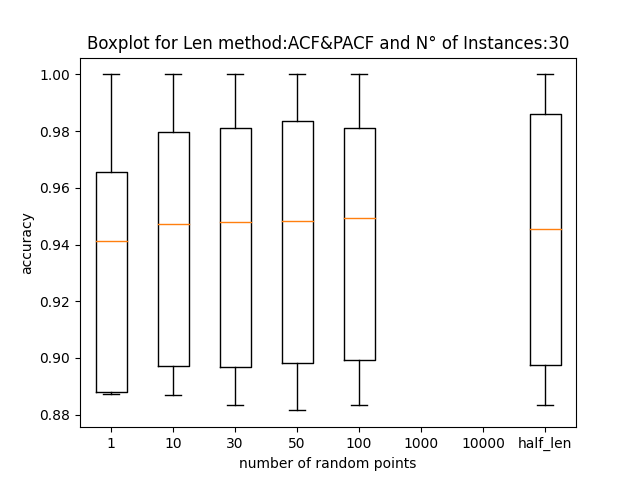 Boxplot for Len method:ACF&PACF and N° of Instances:30
1.00
0.98
0.96
0.94
0.92
0.90
0.88
accuracy
1 10 30 50 100 1000 10000 half_len
number of random points